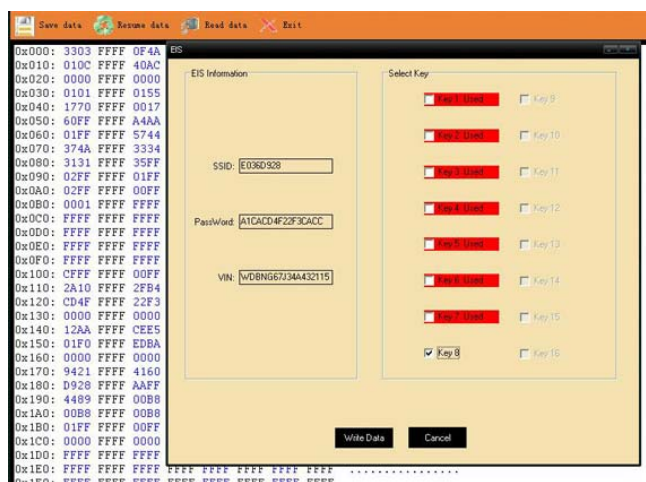 Save data Resume data Read data Exit
EIS
0x000: 3303 FFFF 0F4A
0x010: 010C FFFF 40AC
0x020: 0000 FFFF 0000
0x030: 0101 FFFF 0155
0x040: 1770 FFFF 0017
0x050: 60FF FFFF A4AA
0x060: 01FF FFFF 5744
0x070: 374A FFFF 3334
0x080: 3131 FFFF 35FF
0x090: 02FF FFFF 01FF
0x0A0: 02FF FFFF 00FF
0x0B0: 0001 FFFF FFFF
0x0C0: FFFF FFFF FFFF
0x0D0: FFFF FFFF FFFF
0x0E0: FFFF FFFF FFFF
0x0F0: FFFF FFFF FFFF
0x100: CFFF FFFF 00FF
0x110: 2A10 FFFF 2FB4
0x120: CD4F FFFF 22F3
0x130: 0000 FFFF 0000
0x140: 12AA FFFF CEE5
0x150: 01F0 FFFF EDBA
0x160: 0000 FFFF 0000
0x170: 9421 FFFF 4160
0x180: D928 FFFF AAFF
0x190: 4489 FFFF 00B8
0x1A0: 00B8 FFFF 00B8
0x1B0: 01FF FFFF 00FF
0x1C0: 0000 FFFF 0000
0x1D0: FFFF FFFF FFFF
0x1E0: FFFF FFFF FFFF FFFF FFFF FFFF FFFF FFFF ................
EIS Information
SSID: E036D928
PassWord: A1CACD4F22F3CACC
VIN: WDBNG67J34A432115
Select Key
Key 1 Used Key 9
Key 2 Used Key 10
Key 3 Used Key 11
Key 4 Used Key 12
Key 5 Used Key 13
Key 6 Used Key 14
Key 7 Used Key 15
Key 8 Key 16
Write Data Cancel